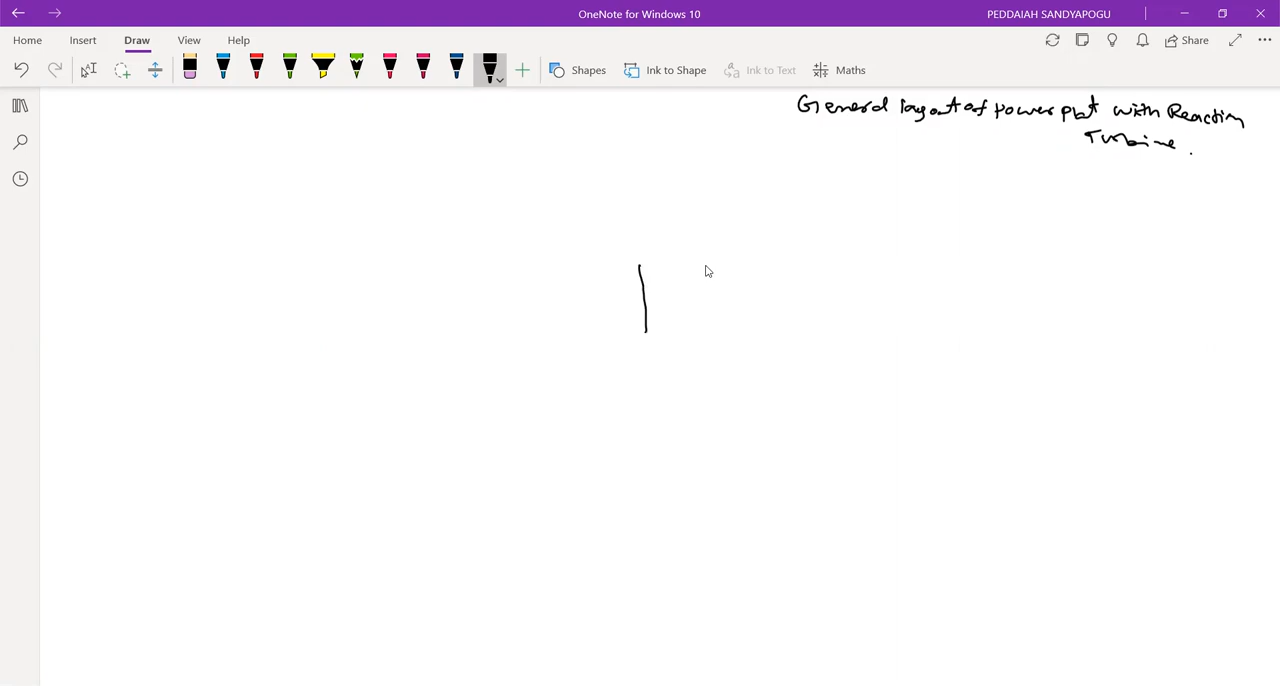 OneNote for Windows 10
PEDDAIAH SANDYAPOGU
Home
Insert
Draw
View
Help
Share
Shapes
Ink to Shape
Ink to Text
Maths
General layout of power plat with Reaction
Turbine.